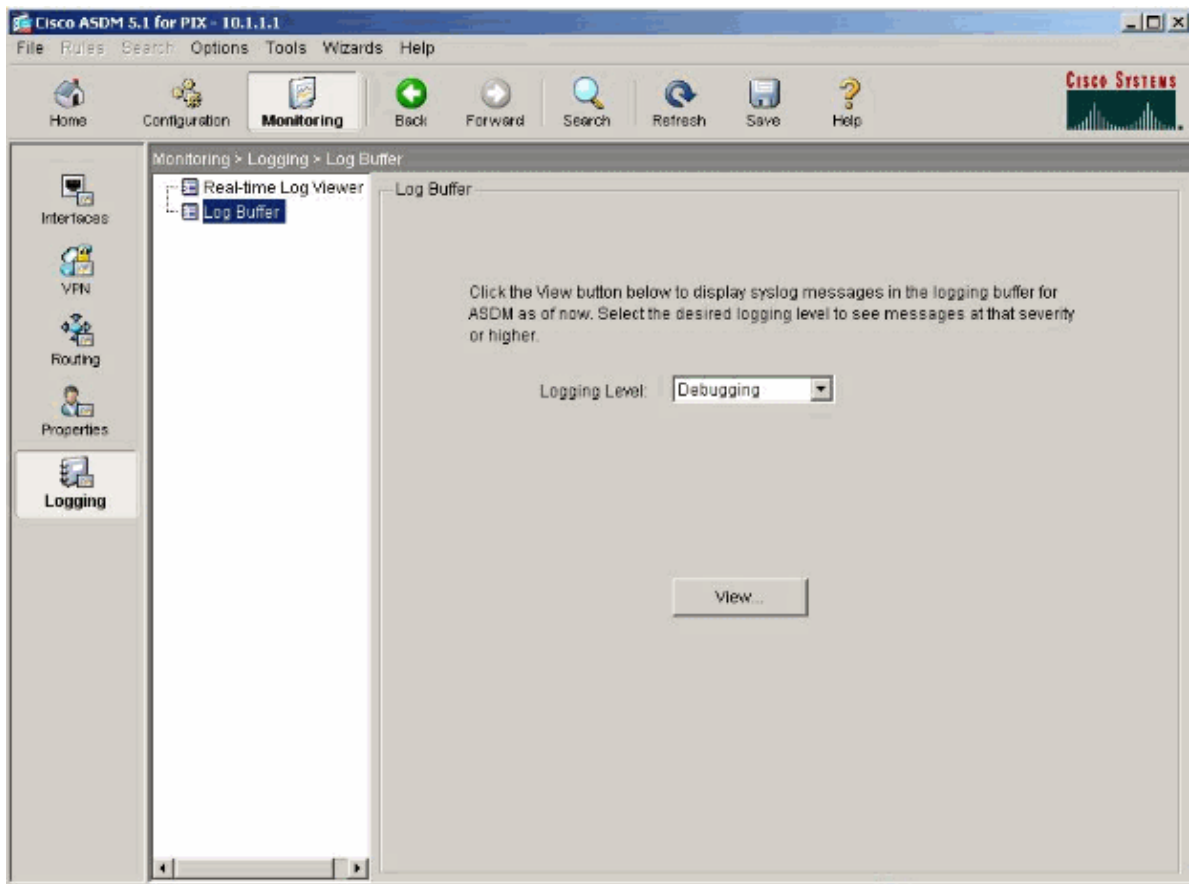 Cisco ASDM 5.1 for PIX - 10.1.1.1
File Rules Search Options Tools Wizards Help
Home Configuration Monitoring Back Forward Search Refresh Save Help
CISCO SYSTEMS
Monitoring > Logging > Log Buffer
Interfaces
VPN
Routing
Properties
Logging
Real-time Log Viewer
Log Buffer
Log Buffer
Click the View button below to display syslog messages in the logging buffer for
ASDM as of now. Select the desired logging level to see messages at that severity
or higher.
Logging Level: Debugging
View...